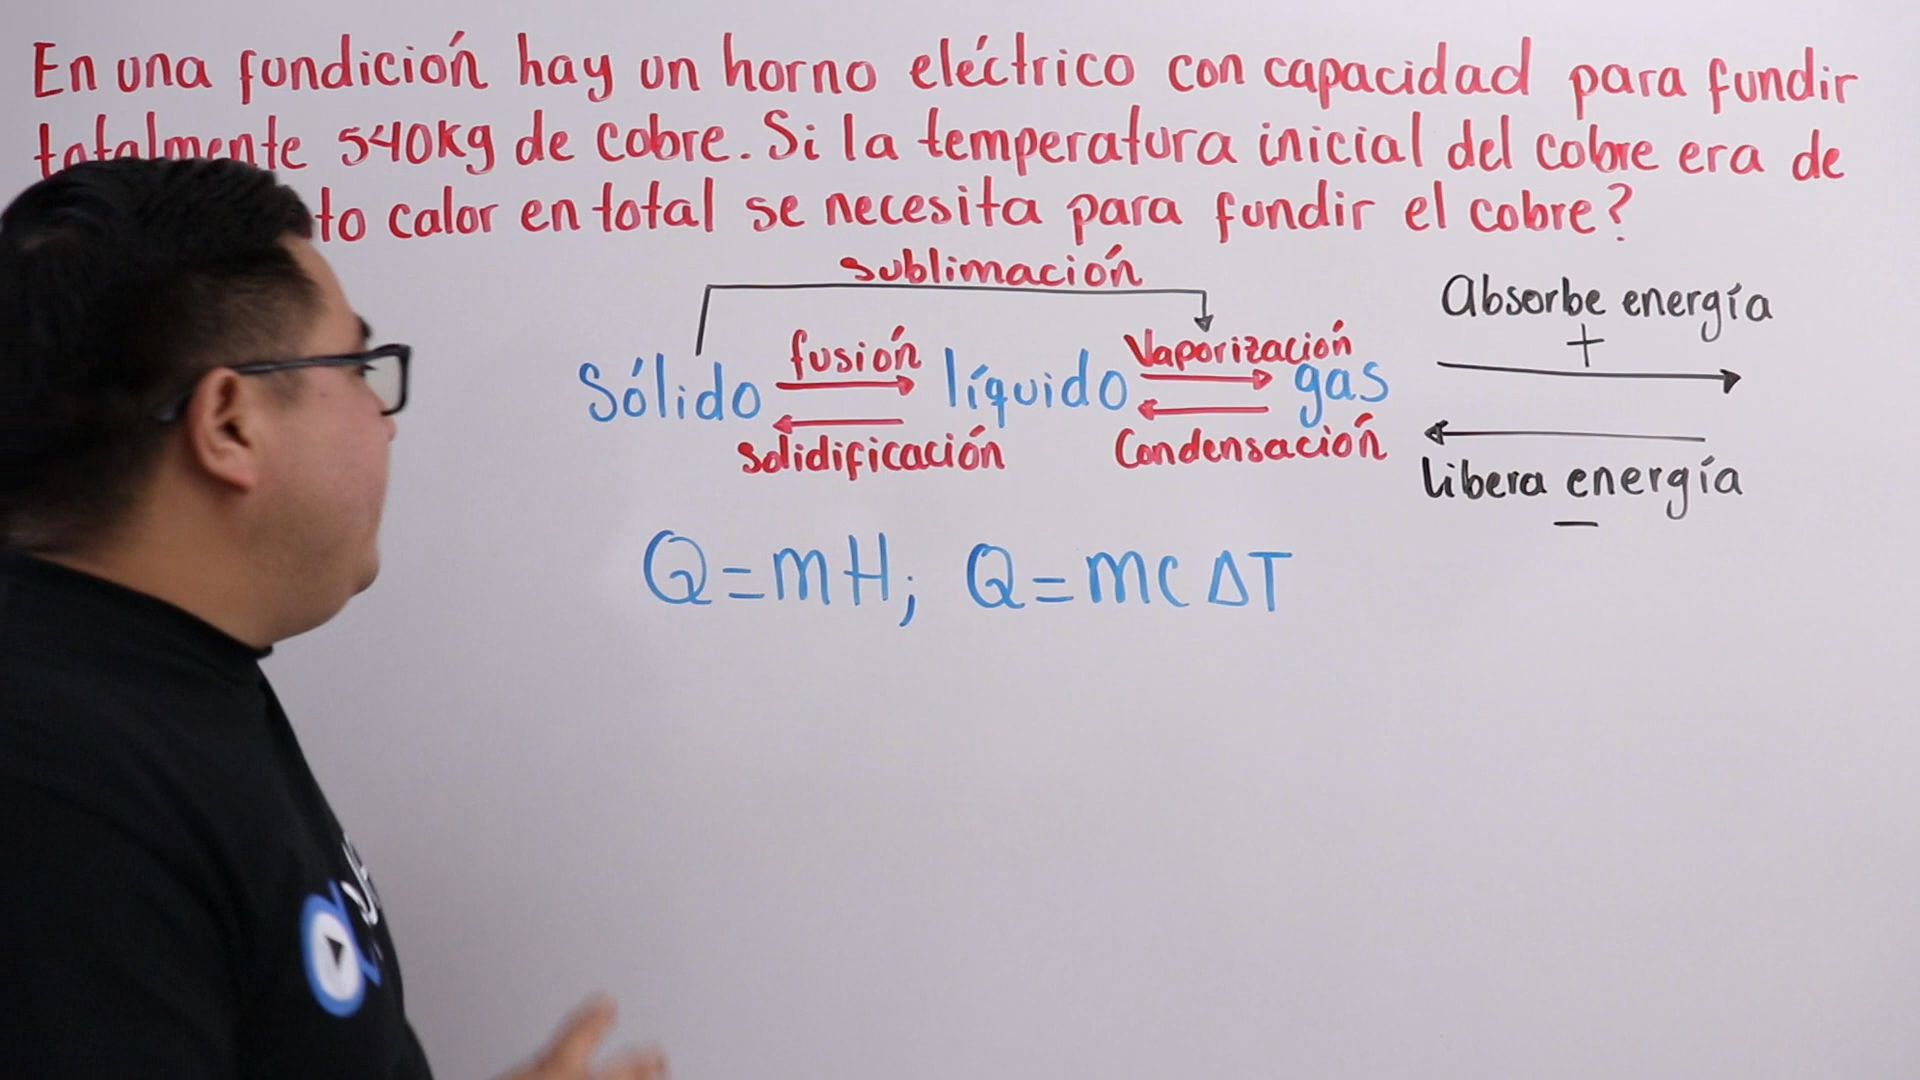 En una fundición hay un horno eléctrico con capacidad para fundir
totalmente 540kg de cobre. Si la temperatura inicial del cobre era de
to calor en total se necesita para fundir el cobre?
sublimación
Absorbe energía
+
Sólido fusión líquido Vaporización gas
solidificación Condensación
libera energía
-
Q=mH; Q=mcΔT